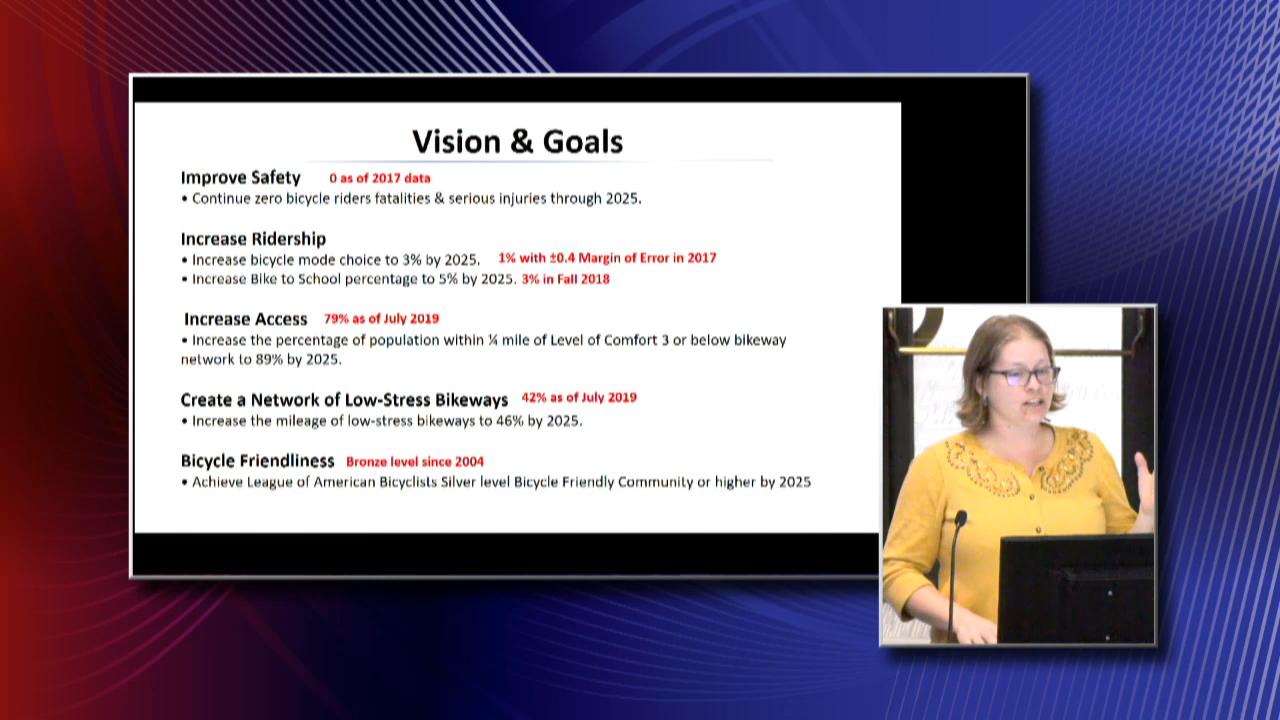 Vision & Goals
Improve Safety 0 as of 2017 data
• Continue zero bicycle riders fatalities & serious injuries through 2025.
Increase Ridership
• Increase bicycle mode choice to 3% by 2025. 1% with ±0.4 Margin of Error in 2017
• Increase Bike to School percentage to 5% by 2025. 3% in Fall 2018
Increase Access 79% as of July 2019
• Increase the percentage of population within ¼ mile of Level of Comfort 3 or below bikeway
network to 89% by 2025.
Create a Network of Low-Stress Bikeways 42% as of July 2019
• Increase the mileage of low-stress bikeways to 46% by 2025.
Bicycle Friendliness Bronze level since 2004
• Achieve League of American Bicyclists Silver level Bicycle Friendly Community or higher by 2025